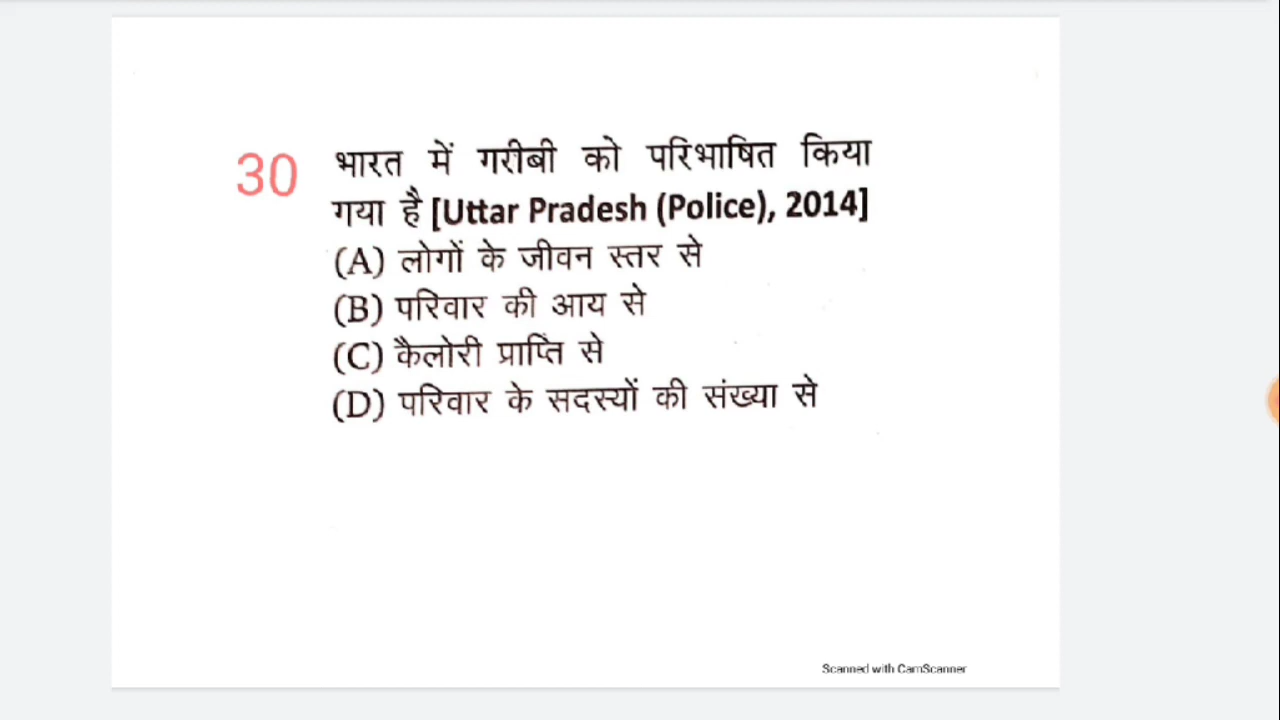 30 भारत में गरीबी को परिभाषित किया
गया है [Uttar Pradesh (Police), 2014]
(A) लोगों के जीवन स्तर से
(B) परिवार की आय से
(C) कैलोरी प्राप्ति से
(D) परिवार के सदस्यों की संख्या से
Scanned with CamScanner